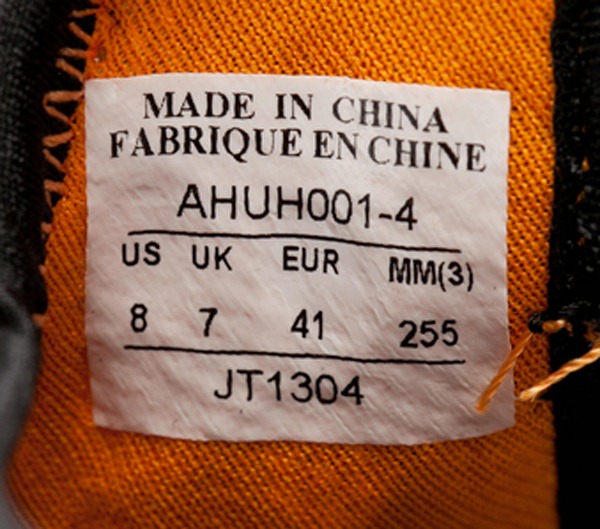 MADE IN CHINA
FABRIQUE EN CHINE
AHUH001-4
US UK EUR MM(3)
8 7 41 255
JT1304